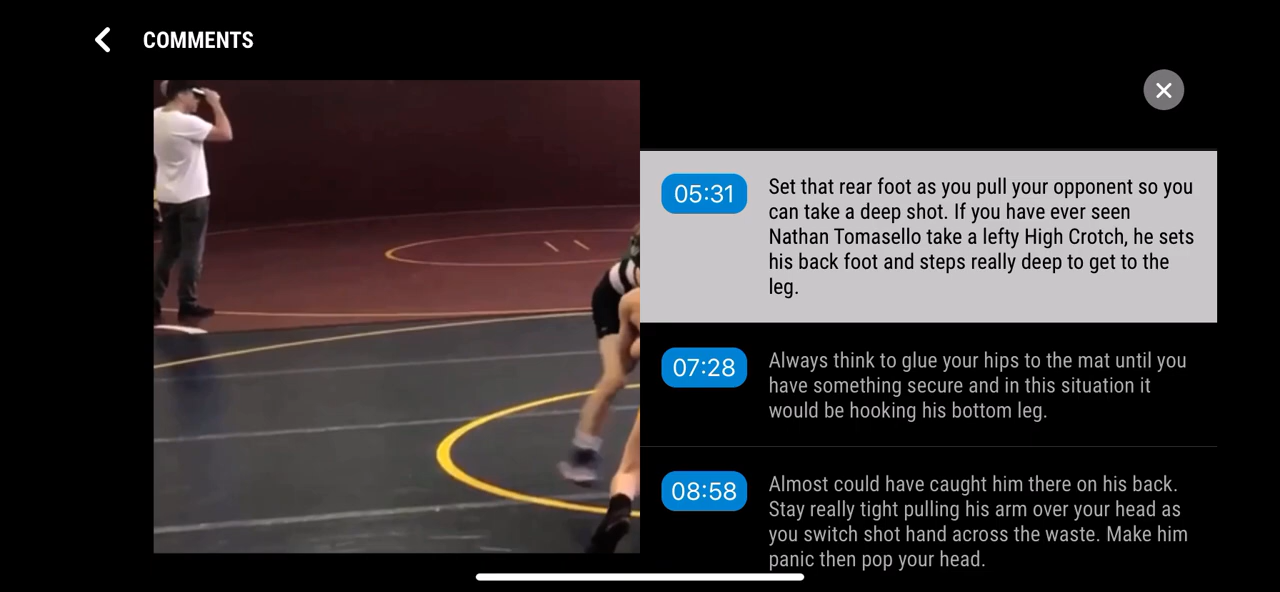 COMMENTS
05:31
Set that rear foot as you pull your opponent so you
can take a deep shot. If you have ever seen
Nathan Tomasello take a lefty High Crotch, he sets
his back foot and steps really deep to get to the
leg.
07:28
Always think to glue your hips to the mat until you
have something secure and in this situation it
would be hooking his bottom leg.
08:58
Almost could have caught him there on his back.
Stay really tight pulling his arm over your head as
you switch shot hand across the waste. Make him
panic then pop your head.